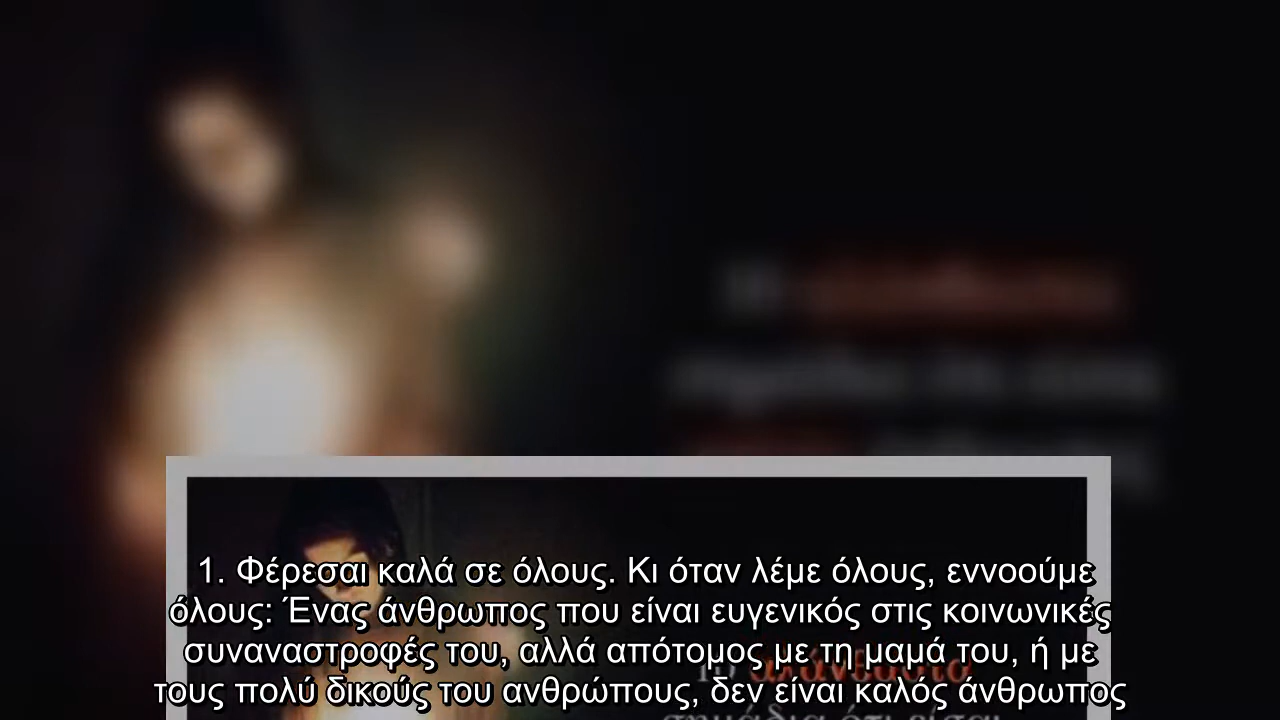 1. Φέρεσαι καλά σε όλους. Κι όταν λέμε όλους, εννοούμε
όλους: Ένας άνθρωπος που είναι ευγενικός στις κοινωνικές
συναναστροφές του, αλλά απότομος με τη μαμά του, ή με
τους πολύ δικούς του ανθρώπους, δεν είναι καλός άνθρωπος